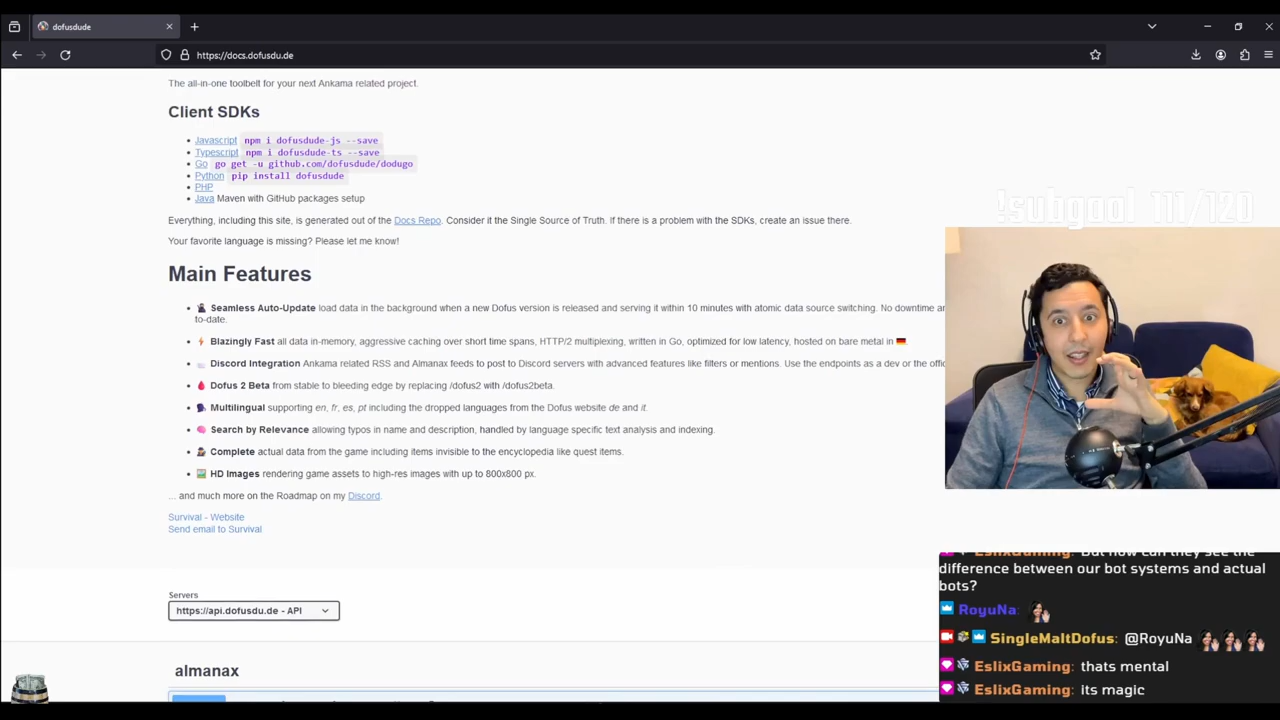 dofusdude
https://docs.dofusdu.de
The all-in-one toolbelt for your next Ankama related project.
Client SDKs
Javascript npm i dofusdude-js --save
Typescript npm i dofusdude-ts --save
Go go get -u github.com/dofusdude/dodugo
Python pip install dofusdude
PHP
Java Maven with GitHub packages setup
Everything, including this site, is generated out of the Docs Repo. Consider it the Single Source of Truth. If there is a problem with the SDKs, create an issue there.
Your favorite language is missing? Please let me know!
Main Features
Seamless Auto-Update load data in the background when a new Dofus version is released and serving it within 10 minutes with atomic data source switching. No downtime an
to-date.
Blazingly Fast all data in-memory, aggressive caching over short time spans, HTTP/2 multiplexing, written in Go, optimized for low latency, hosted on bare metal in
Discord Integration Ankama related RSS and Almanax feeds to post to Discord servers with advanced features like filters or mentions. Use the endpoints as a dev or the offic
Dofus 2 Beta from stable to bleeding edge by replacing /dofus2 with /dofus2beta.
Multilingual supporting en, fr, es, pt including the dropped languages from the Dofus website de and it.
Search by Relevance allowing typos in name and description, handled by language specific text analysis and indexing.
Complete actual data from the game including items invisible to the encyclopedia like quest items.
HD Images rendering game assets to high-res images with up to 800x800 px.
... and much more on the Roadmap on my Discord.
Survival - Website
Send email to Survival
Servers
https://api.dofusdu.de - API
almanax
!subgoal 111/120
EslixGaming: But how can they see the
difference between our bot systems and actual
bots?
RoyuNa:
SingleMaltDofus: @RoyuNa
EslixGaming: thats mental
EslixGaming: its magic